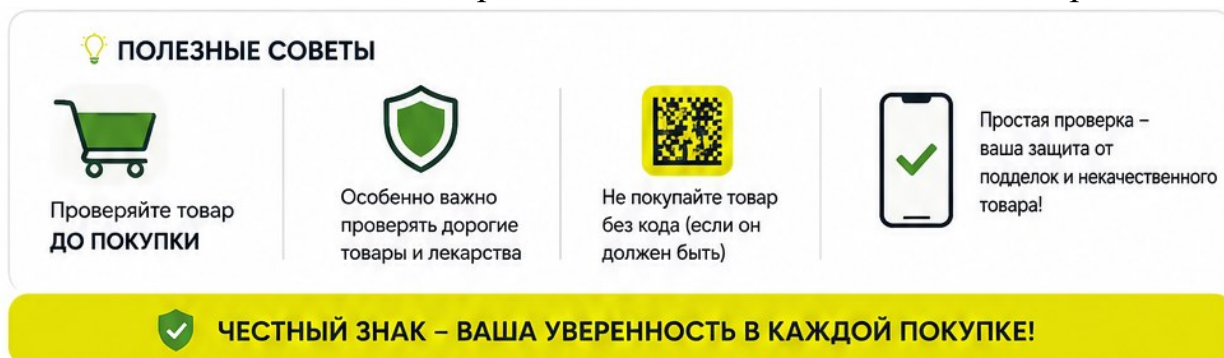 ПОЛЕЗНЫЕ СОВЕТЫ
Проверяйте товар
ДО ПОКУПКИ
Особенно важно
проверять дорогие
товары и лекарства
Не покупайте товар
без кода (если он
должен быть)
Простая проверка –
ваша защита от
подделок и некачественного
товара!
ЧЕСТНЫЙ ЗНАК – ВАША УВЕРЕННОСТЬ В КАЖДОЙ ПОКУПКЕ!